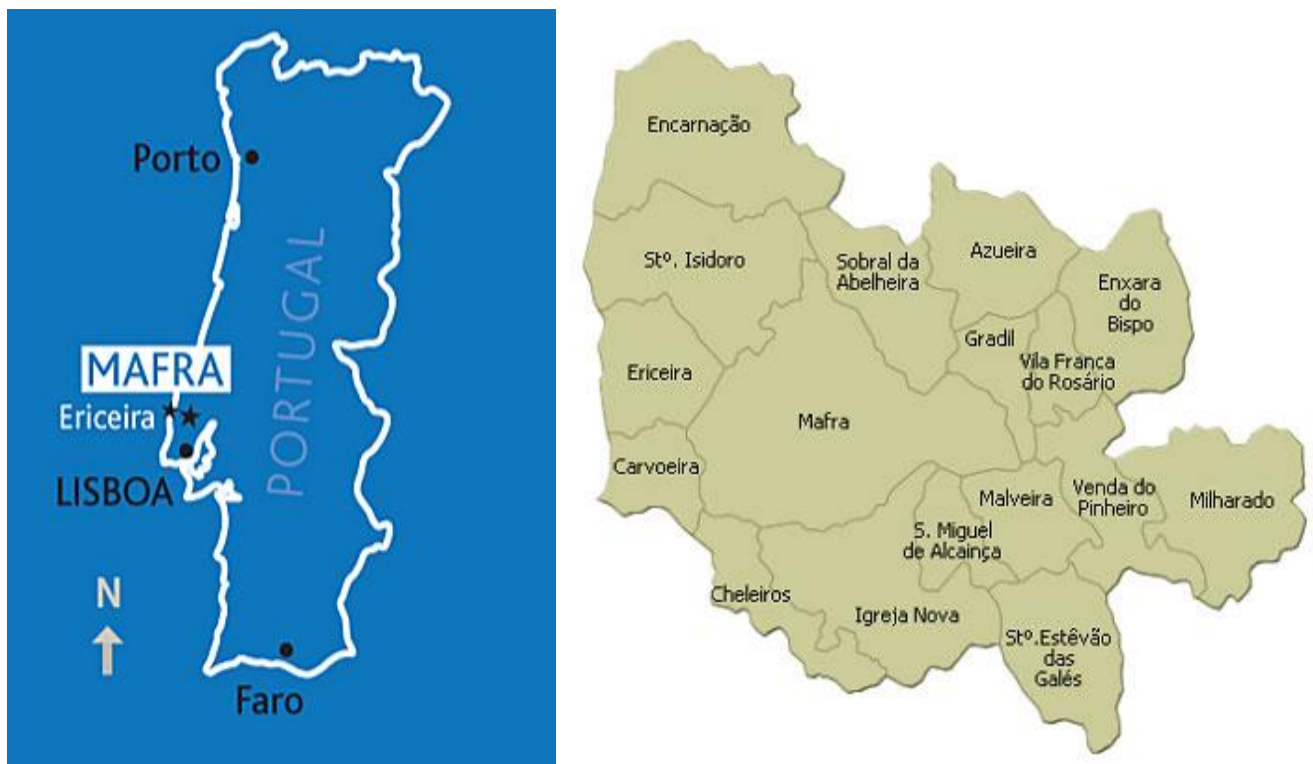 Porto
PORTUGAL
MAFRA
Ericeira
LISBOA
N
Faro
Encarnação
Stº. Isidoro
Sobral da
Abelheira
Azueira
Enxara
do
Bispo
Gradil
Vila Franca
do Rosário
Ericeira
Mafra
Carvoeira
Malveira
Venda do
Pinheiro
Milharado
S. Miguel
de Alcainça
Cheleiros
Igreja Nova
Stº.Estêvão
das
Galés